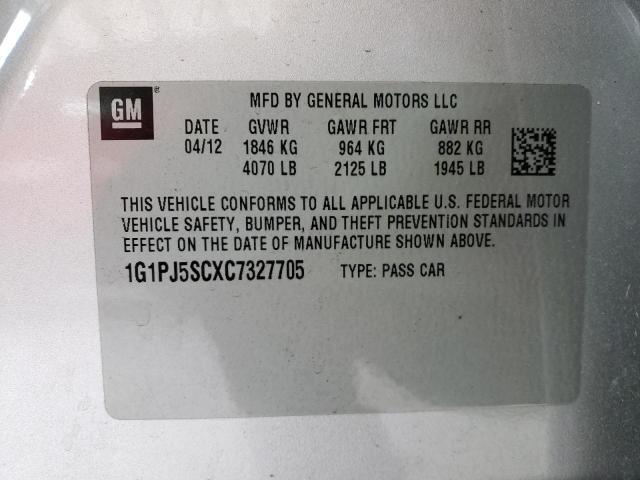 GM ®
MFD BY GENERAL MOTORS LLC
DATE GVWR GAWR FRT GAWR RR
04/12 1846 KG 964 KG 882 KG
4070 LB 2125 LB 1945 LB
THIS VEHICLE CONFORMS TO ALL APPLICABLE U.S. FEDERAL MOTOR
VEHICLE SAFETY, BUMPER, AND THEFT PREVENTION STANDARDS IN
EFFECT ON THE DATE OF MANUFACTURE SHOWN ABOVE.
1G1PJ5SCXC7327705 TYPE: PASS CAR